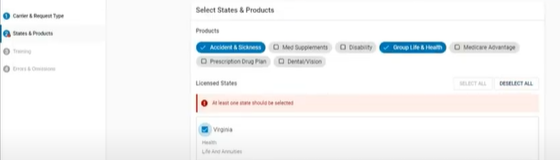 Carrier & Request Type
States & Products
Training
Errors & Omissions
Select States & Products
Products
Accident & Sickness
Med Supplements
Disability
Group Life & Health
Medicare Advantage
Prescription Drug Plan
Dental/Vision
Licensed States
SELECT ALL
DESELECT ALL
At least one state should be selected
Virginia
Health
Life And Annuities